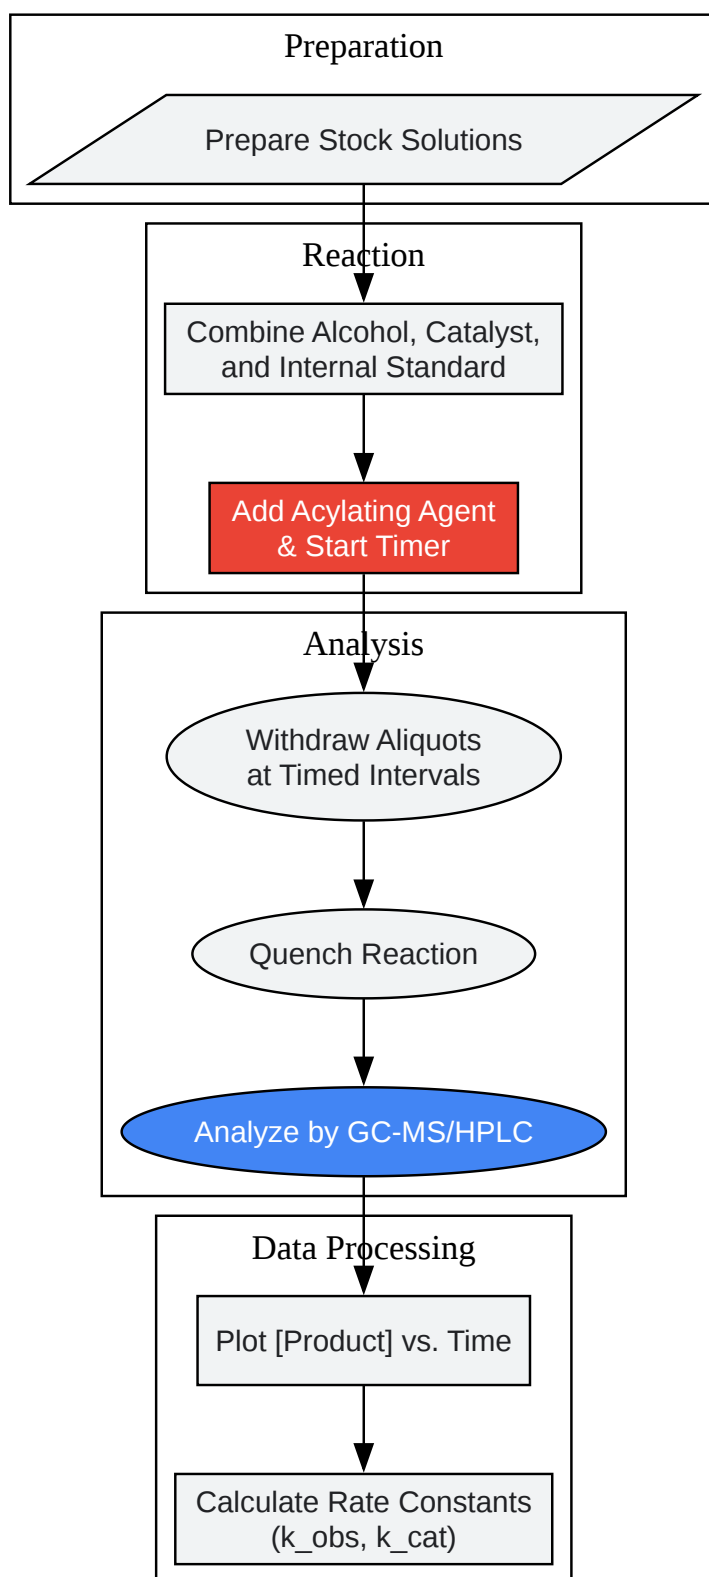 Preparation
Prepare Stock Solutions
Reaction
Combine Alcohol, Catalyst,
and Internal Standard
Add Acylating Agent
& Start Timer
Analysis
Withdraw Aliquots
at Timed Intervals
Quench Reaction
Analyze by GC-MS/HPLC
Data Processing
Plot [Product] vs. Time
Calculate Rate Constants
(k_obs, k_cat)